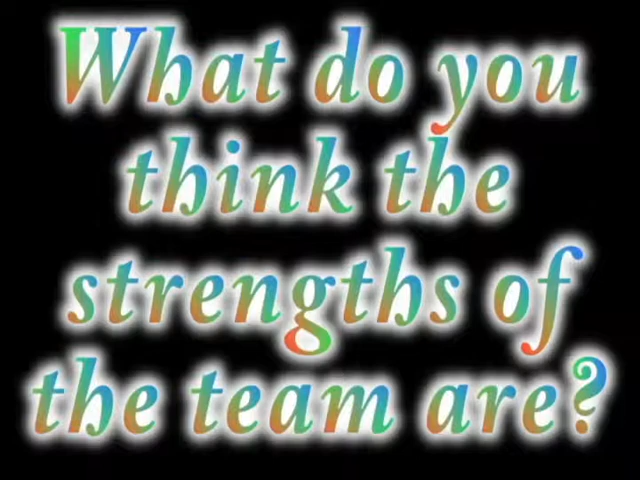 What do you
think the
strengths of
the team are?